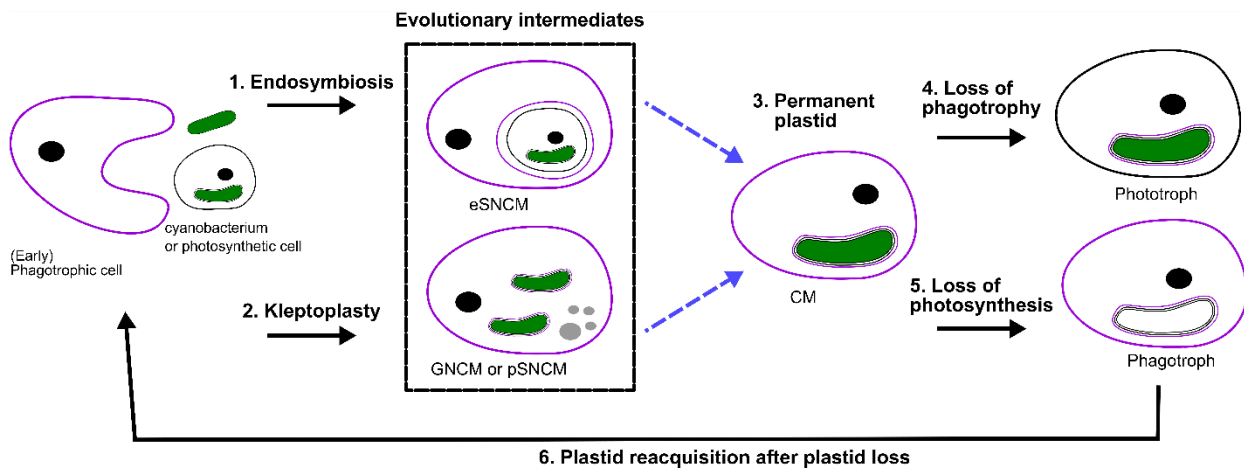 Evolutionary intermediates
1. Endosymbiosis
cyanobacterium
or photosynthetic cell
(Early)
Phagotrophic cell
2. Kleptoplasty
eSNCM
GNCM or pSNCM
3. Permanent
plastid
CM
4. Loss of
phagotrophy
Phototroph
5. Loss of
photosynthesis
Phagotroph
6. Plastid reacquisition after plastid loss